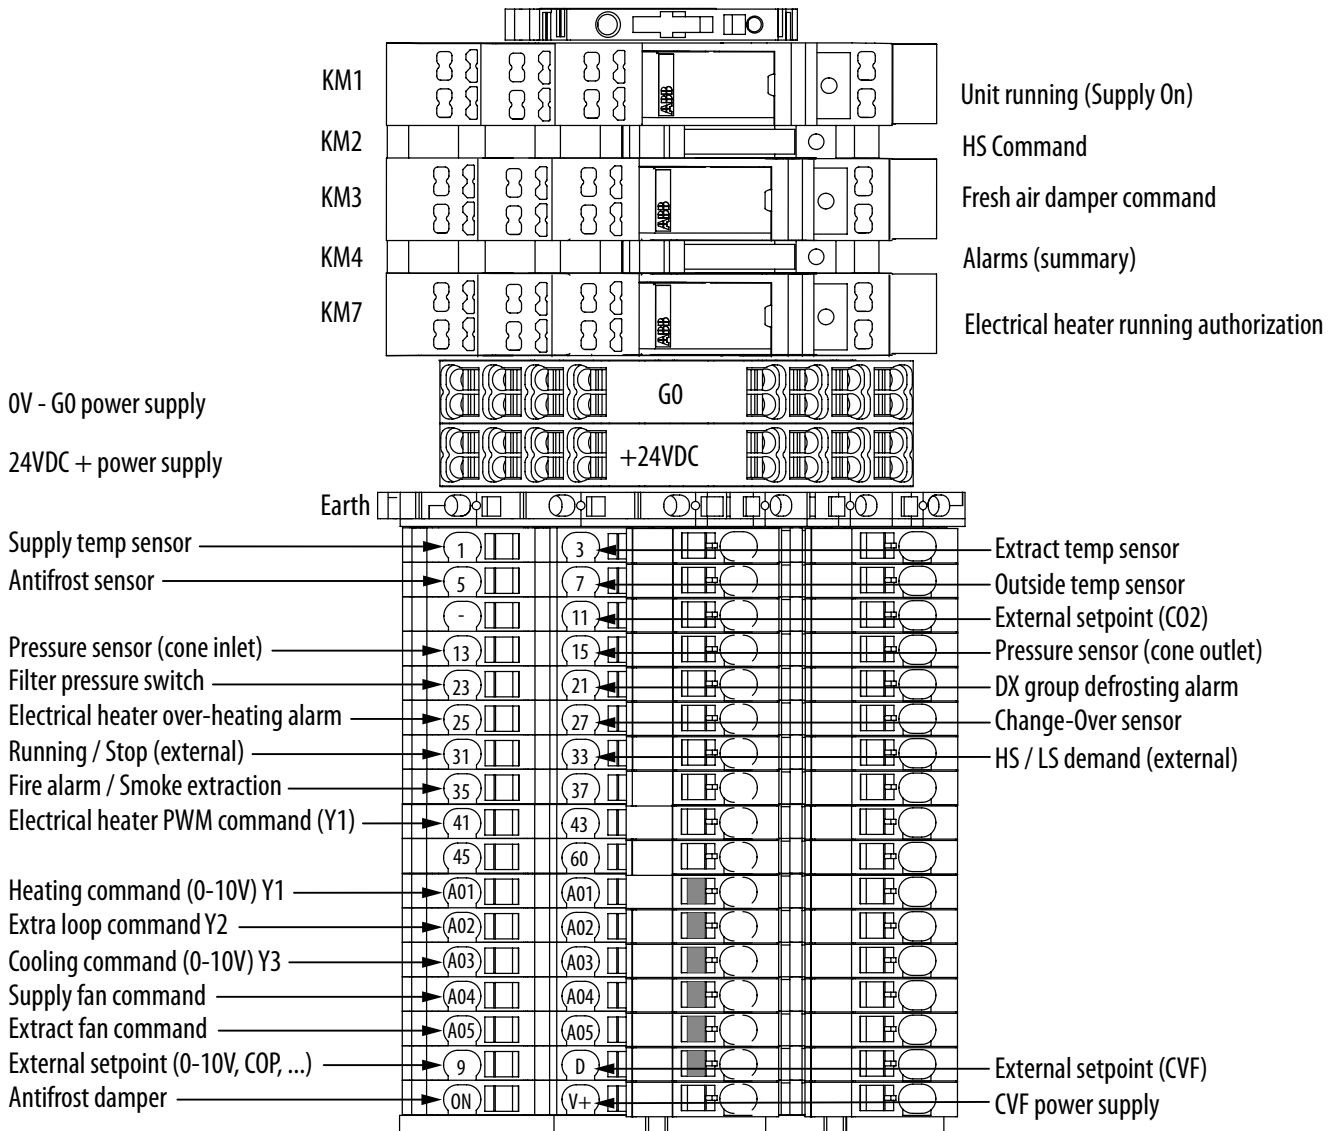 KM1
ABB
Unit running (Supply On)
KM2
HS Command
KM3
ABB
Fresh air damper command
KM4
Alarms (summary)
KM7
ABB
Electrical heater running authorization
0V - G0 power supply
G0
24VDC + power supply
+24VDC
Earth
Supply temp sensor
1
3
Extract temp sensor
Antifrost sensor
5
7
Outside temp sensor
-
11
External setpoint (CO2)
Pressure sensor (cone inlet)
13
15
Pressure sensor (cone outlet)
Filter pressure switch
23
21
DX group defrosting alarm
Electrical heater over-heating alarm
25
27
Change-Over sensor
Running / Stop (external)
31
33
HS / LS demand (external)
Fire alarm / Smoke extraction
35
37
Electrical heater PWM command (Y1)
41
43
45
60
Heating command (0-10V) Y1
A01
A01
Extra loop command Y2
A02
A02
Cooling command (0-10V) Y3
A03
A03
Supply fan command
A04
A04
Extract fan command
A05
A05
External setpoint (0-10V, COP, ...)
9
D
External setpoint (CVF)
Antifrost damper
ON
V+
CVF power supply